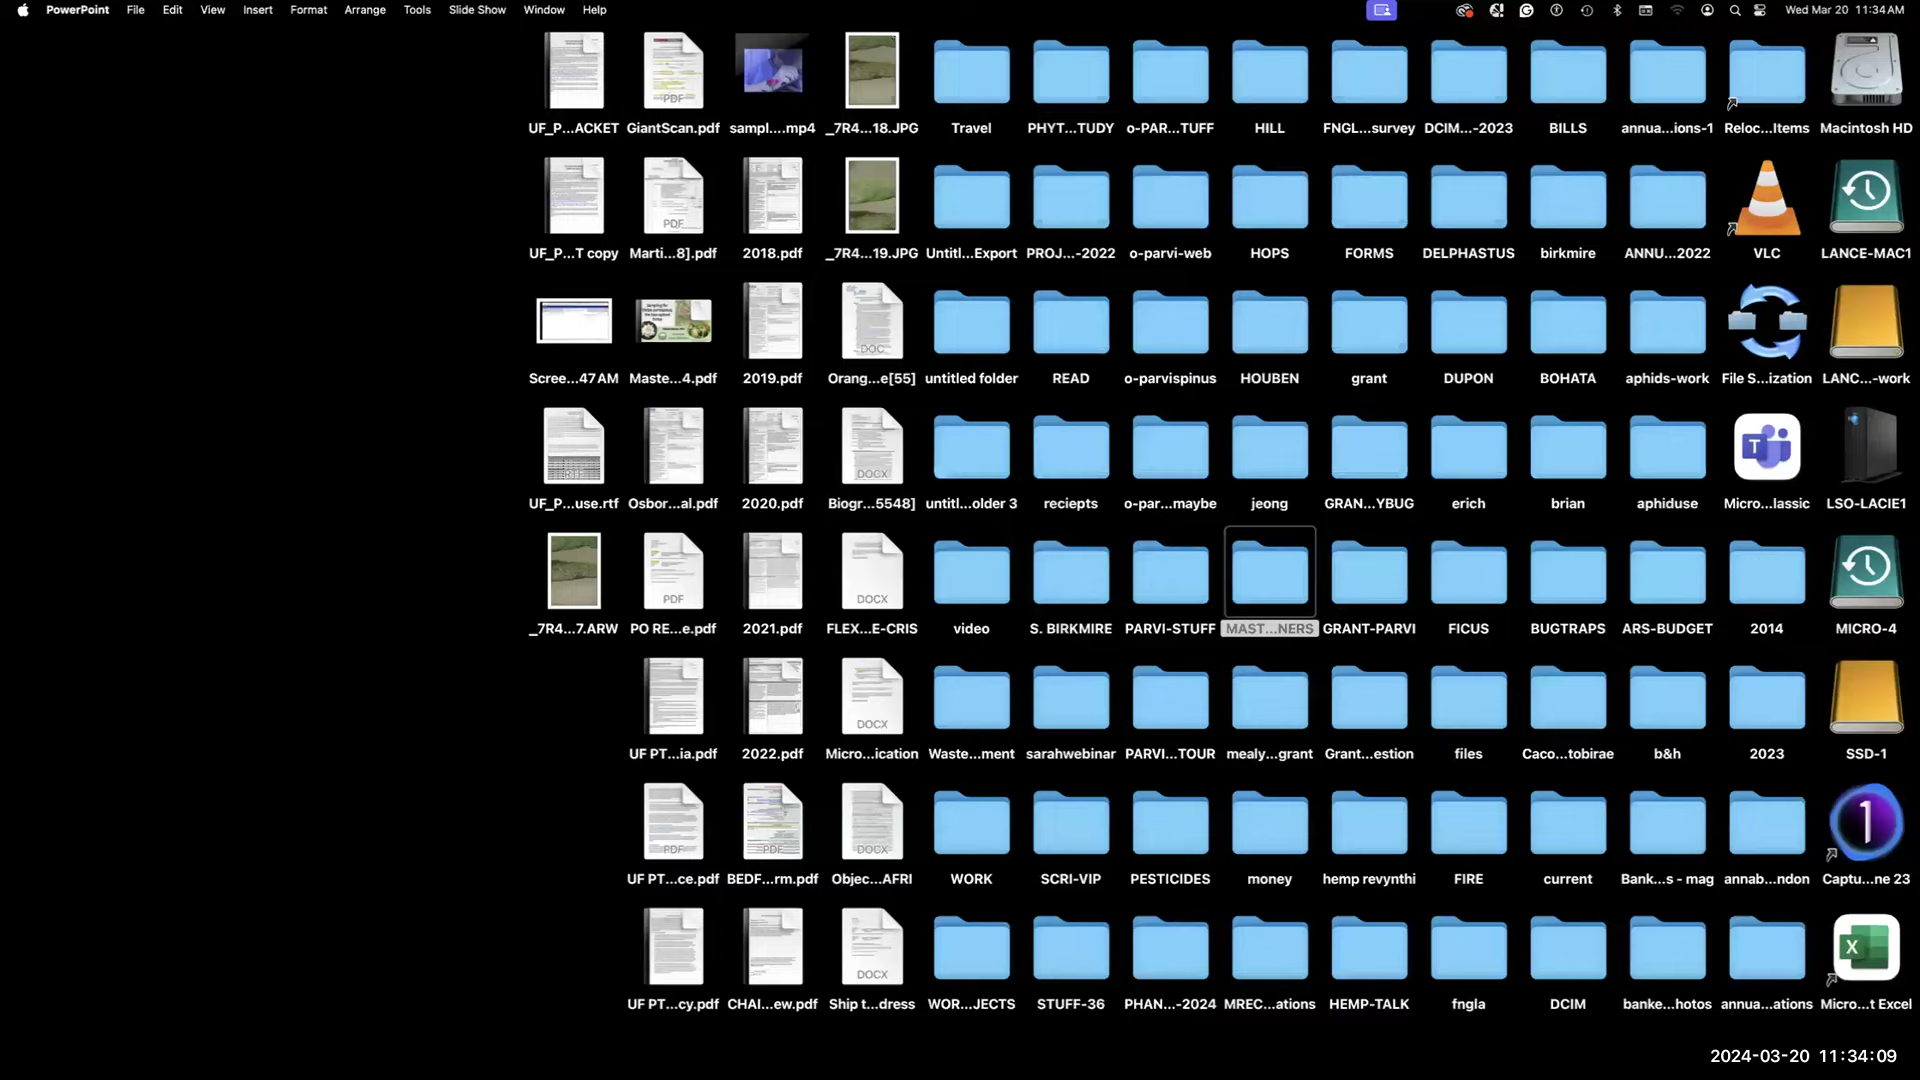 PowerPoint File Edit View Insert Format Arrange Tools Slide Show Window Help Wed Mar 20 11:34 AM
UF_P...ACKET GiantScan.pdf sampl....mp4 _7R4...18.JPG Travel PHYT...TUDY o-PAR...TUFF HILL FNGL...survey DCIM...-2023 BILLS annua...ions-1 Reloc...Items Macintosh HD
UF_P...T copy Marti...8].pdf 2018.pdf _7R4...19.JPG Untitl...Export PROJ...-2022 o-parvi-web HOPS FORMS DELPHASTUS birkmire ANNU...2022 VLC LANCE-MAC1
Scree...47 AM Maste...4.pdf 2019.pdf Orang...e[55] untitled folder READ o-parvispinus HOUBEN grant DUPON BOHATA aphids-work File S...ization LANC...-work
UF_P...use.rtf Osbor...al.pdf 2020.pdf Biogr...5548] untitl...older 3 reciepts o-par...maybe jeong GRAN...YBUG erich brian aphiduse Micro...lassic LSO-LACIE1
_7R4...7.ARW PO RE...e.pdf 2021.pdf FLEX...E-CRIS video S. BIRKMIRE PARVI-STUFF MAST...NERS GRANT-PARVI FICUS BUGTRAPS ARS-BUDGET 2014 MICRO-4
UF PT...ia.pdf 2022.pdf Micro...ication Waste...ment sarahwebinar PARVI...TOUR mealy...grant Grant...estion files Caco...tobirae b&h 2023 SSD-1
UF PT...ce.pdf BEDF...rm.pdf Objec...AFRI WORK SCRI-VIP PESTICIDES money hemp revynthi FIRE current Bank...s - mag annab...ndon Captu...ne 23
UF PT...cy.pdf CHAI...ew.pdf Ship t...dress WOR...JECTS STUFF-36 PHAN...-2024 MREC...ations HEMP-TALK fngla DCIM banke...hotos annua...ations Micro...t Excel
2024-03-20 11:34:09